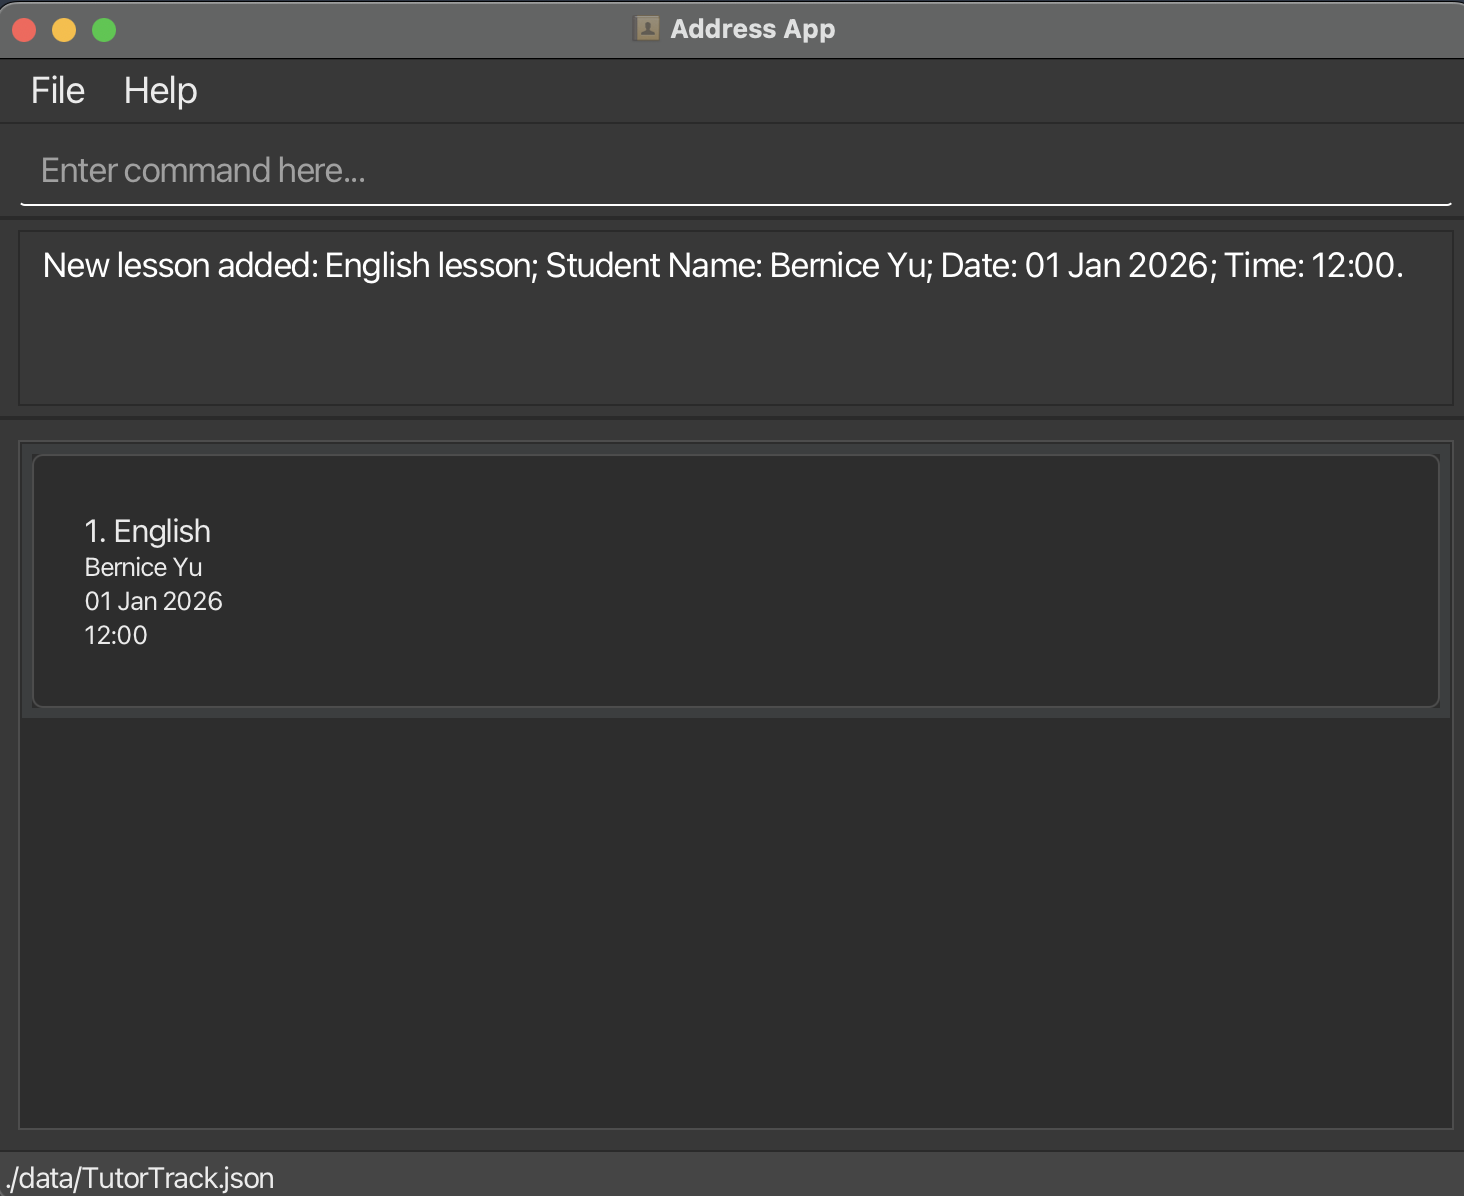 Address App
File Help
Enter command here...
New lesson added: English lesson; Student Name: Bernice Yu; Date: 01 Jan 2026; Time: 12:00.
1. English
Bernice Yu
01 Jan 2026
12:00
./data/TutorTrack.json